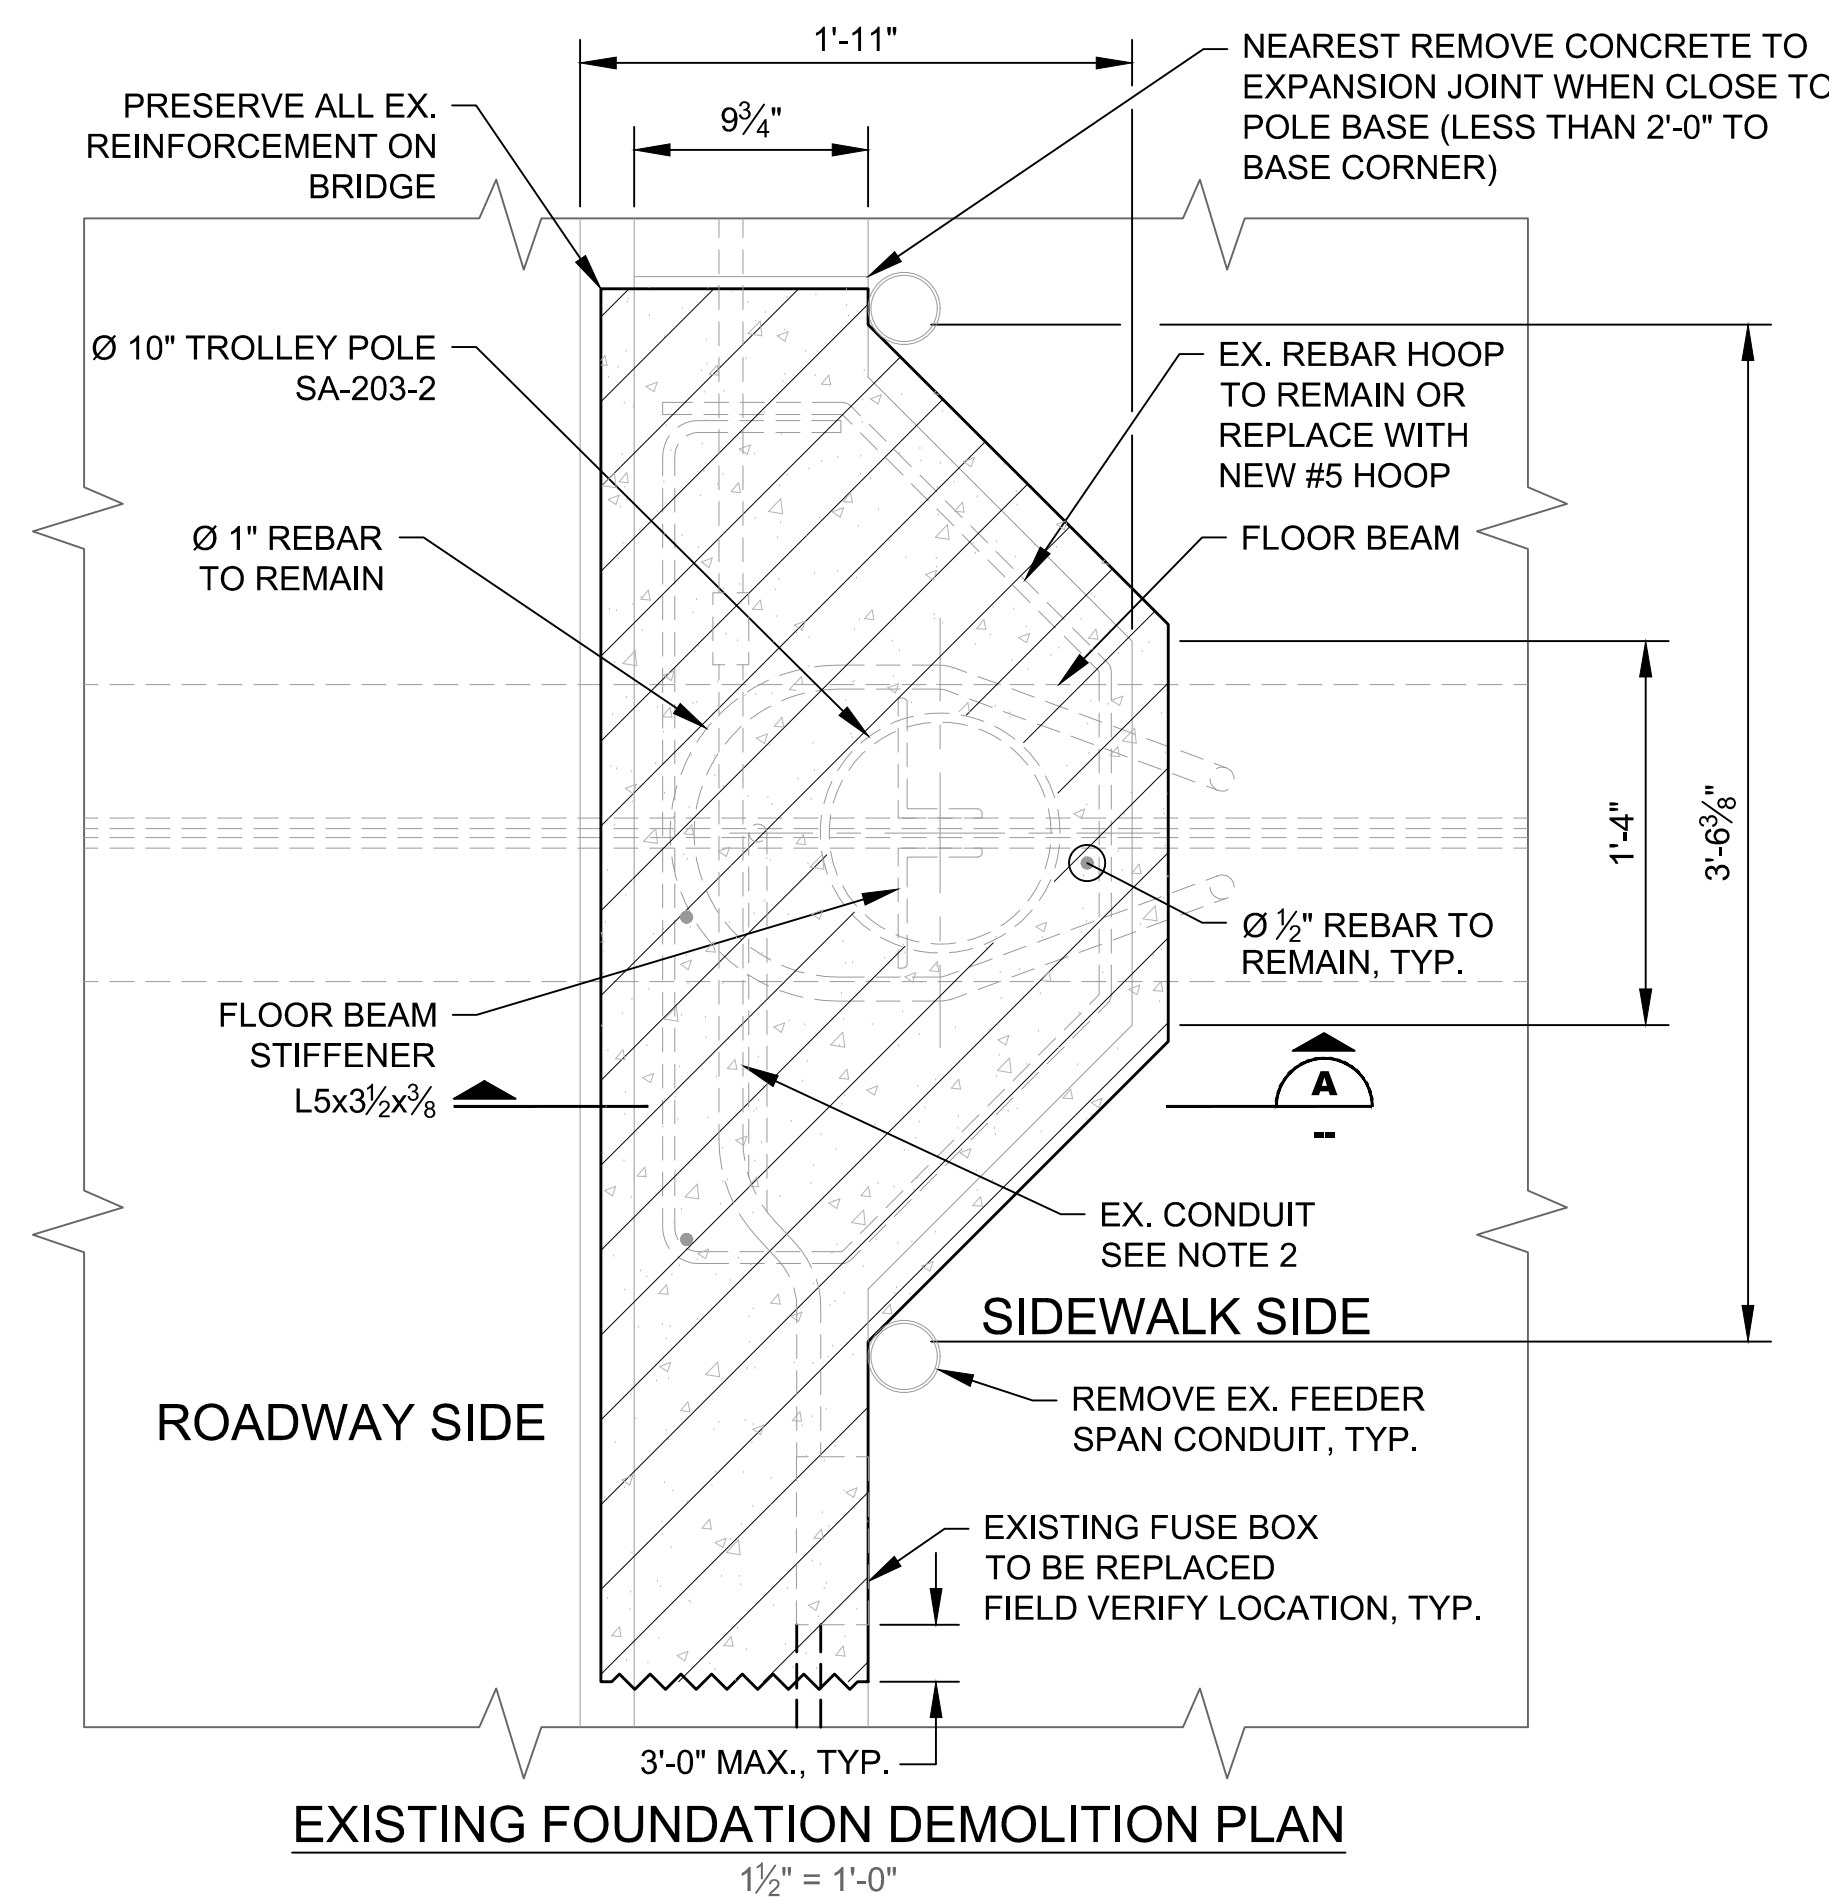 1'-11"
9¾"
PRESERVE ALL EX.
REINFORCEMENT ON
BRIDGE
NEAREST REMOVE CONCRETE TO
EXPANSION JOINT WHEN CLOSE TO
POLE BASE (LESS THAN 2'-0" TO
BASE CORNER)
Ø 10" TROLLEY POLE
SA-203-2
EX. REBAR HOOP
TO REMAIN OR
REPLACE WITH
NEW #5 HOOP
Ø 1" REBAR
TO REMAIN
FLOOR BEAM
1'-4"
3'-6⅜"
Ø ½" REBAR TO
REMAIN, TYP.
FLOOR BEAM
STIFFENER
L5x3½x⅜
A
--
EX. CONDUIT
SEE NOTE 2
SIDEWALK SIDE
ROADWAY SIDE
REMOVE EX. FEEDER
SPAN CONDUIT, TYP.
EXISTING FUSE BOX
TO BE REPLACED
FIELD VERIFY LOCATION, TYP.
3'-0" MAX., TYP.
EXISTING FOUNDATION DEMOLITION PLAN
1½" = 1'-0"